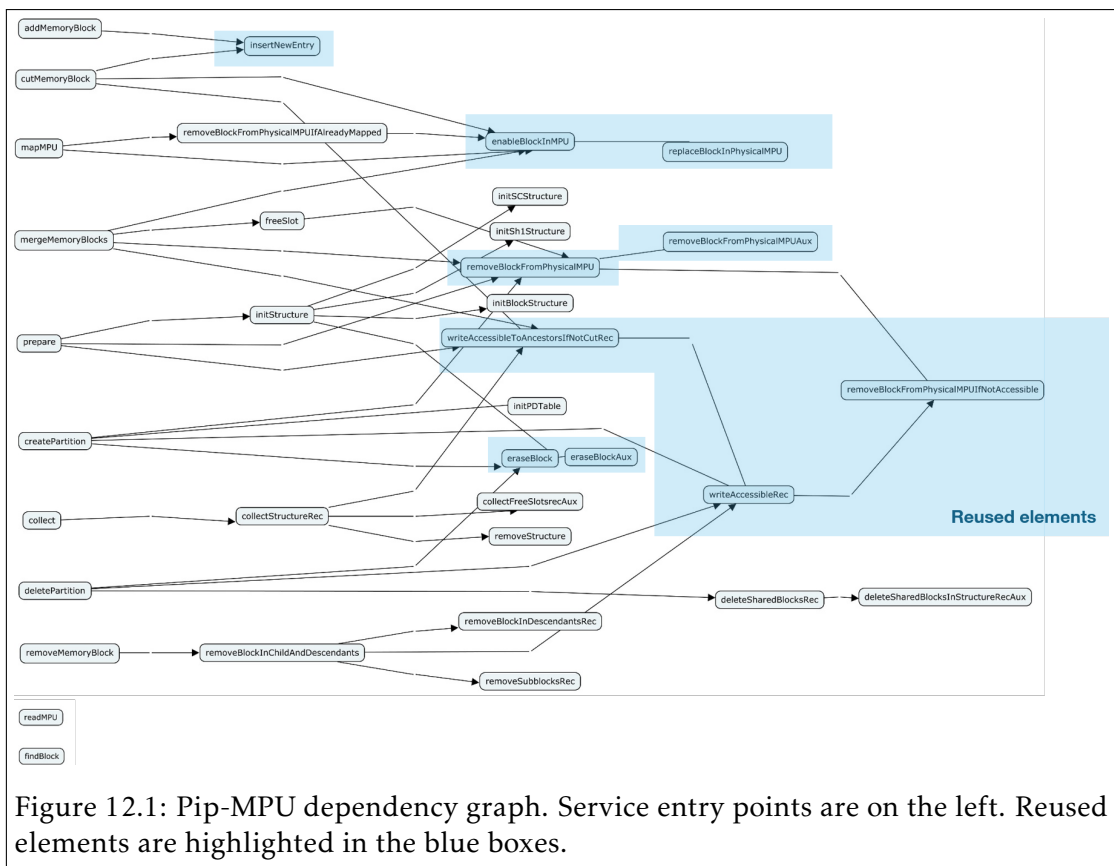 addMemoryBlock
insertNewEntry
cutMemoryBlock
removeBlockFromPhysicalMPUIfAlreadyMapped
enableBlockInMPU
mapMPU
replaceBlockInPhysicalMPU
initSCStructure
freeSlot
initSh1Structure
mergeMemoryBlocks
removeBlockFromPhysicalMPUAux
removeBlockFromPhysicalMPU
initBlockStructure
initStructure
prepare
writeAccessibleToAncestorsIfNotCutRec
removeBlockFromPhysicalMPUIfNotAccessible
initPDTable
createPartition
eraseBlock
eraseBlockAux
writeAccessibleRec
collectFreeSlotsrecAux
collectStructureRec
collect
Reused elements
removeStructure
deletePartition
deleteSharedBlocksRec
deleteSharedBlocksInStructureRecAux
removeBlockInDescendantsRec
removeMemoryBlock
removeBlockInChildAndDescendants
removeSubblocksRec
readMPU
findBlock
Figure 12.1: Pip-MPU dependency graph. Service entry points are on the left. Reused
elements are highlighted in the blue boxes.